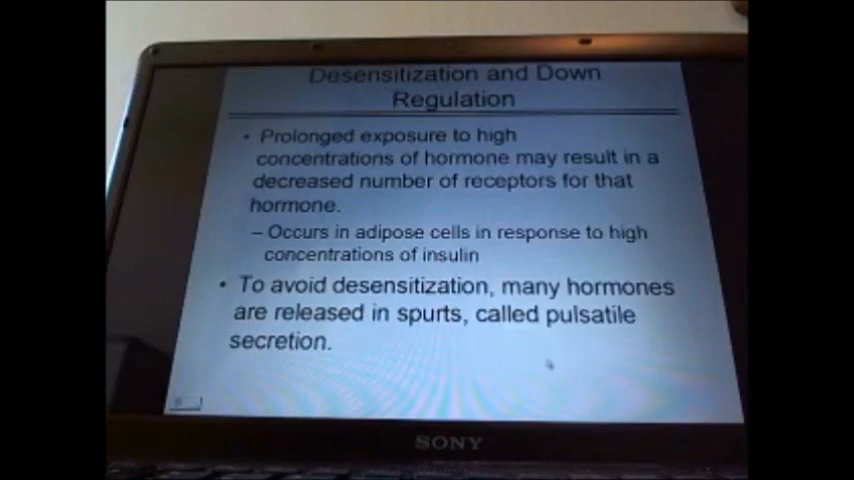 Desensitization and Down
Regulation
• Prolonged exposure to high
concentrations of hormone may result in a
decreased number of receptors for that
hormone.
– Occurs in adipose cells in response to high
concentrations of insulin
• To avoid desensitization, many hormones
are released in spurts, called pulsatile
secretion.
SONY